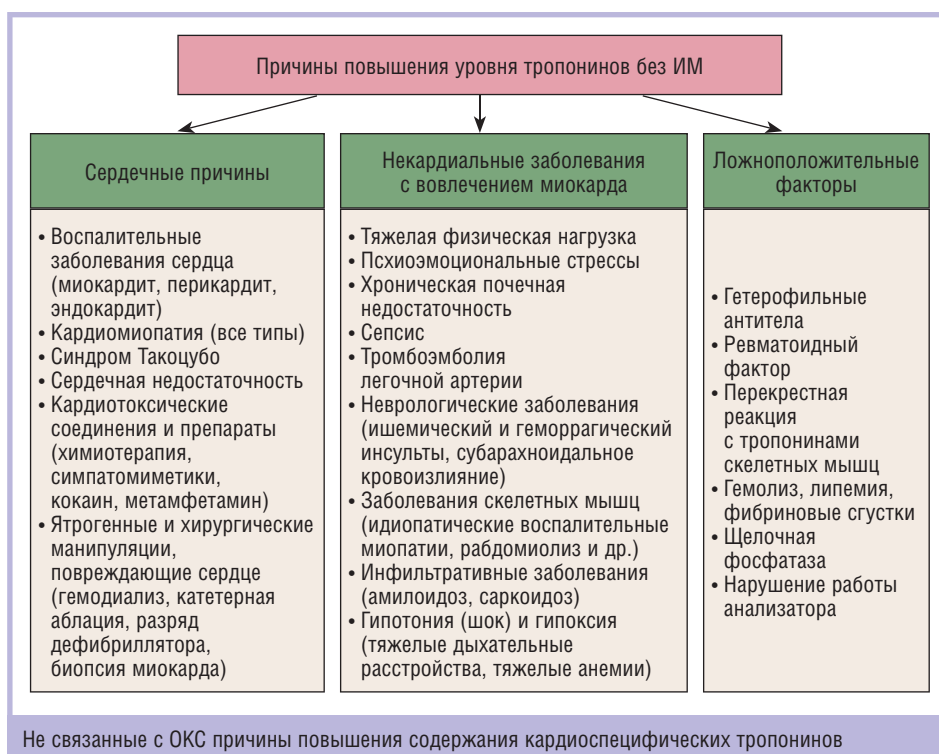 Причины повышения уровня тропонинов без ИМ
Сердечные причины
• Воспалительные
заболевания сердца
(миокардит, перикардит,
эндокардит)
• Кардиомиопатия (все типы)
• Синдром Такоцубо
• Сердечная недостаточность
• Кардиотоксические
соединения и препараты
(химиотерапия,
симпатомиметики,
кокаин, метамфетамин)
• Ятрогенные и хирургические
манипуляции,
повреждающие сердце
(гемодиализ, катетерная
аблация, разряд
дефибриллятора,
биопсия миокарда)
Некардиальные заболевания
с вовлечением миокарда
• Тяжелая физическая нагрузка
• Псхиоэмоциональные стрессы
• Хроническая почечная
недостаточность
• Сепсис
• Тромбоэмболия
легочной артерии
• Неврологические заболевания
(ишемический и геморрагический
инсульты, субарахноидальное
кровоизлияние)
• Заболевания скелетных мышц
(идиопатические воспалительные
миопатии, рабдомиолиз и др.)
• Инфильтративные заболевания
(амилоидоз, саркоидоз)
• Гипотония (шок) и гипоксия
(тяжелые дыхательные
расстройства, тяжелые анемии)
Ложноположительные
факторы
• Гетерофильные
антитела
• Ревматоидный
фактор
• Перекрестная
реакция
с тропонинами
скелетных мышц
• Гемолиз, липемия,
фибриновые сгустки
• Щелочная
фосфатаза
• Нарушение работы
анализатора
Не связанные с ОКС причины повышения содержания кардиоспецифических тропонинов